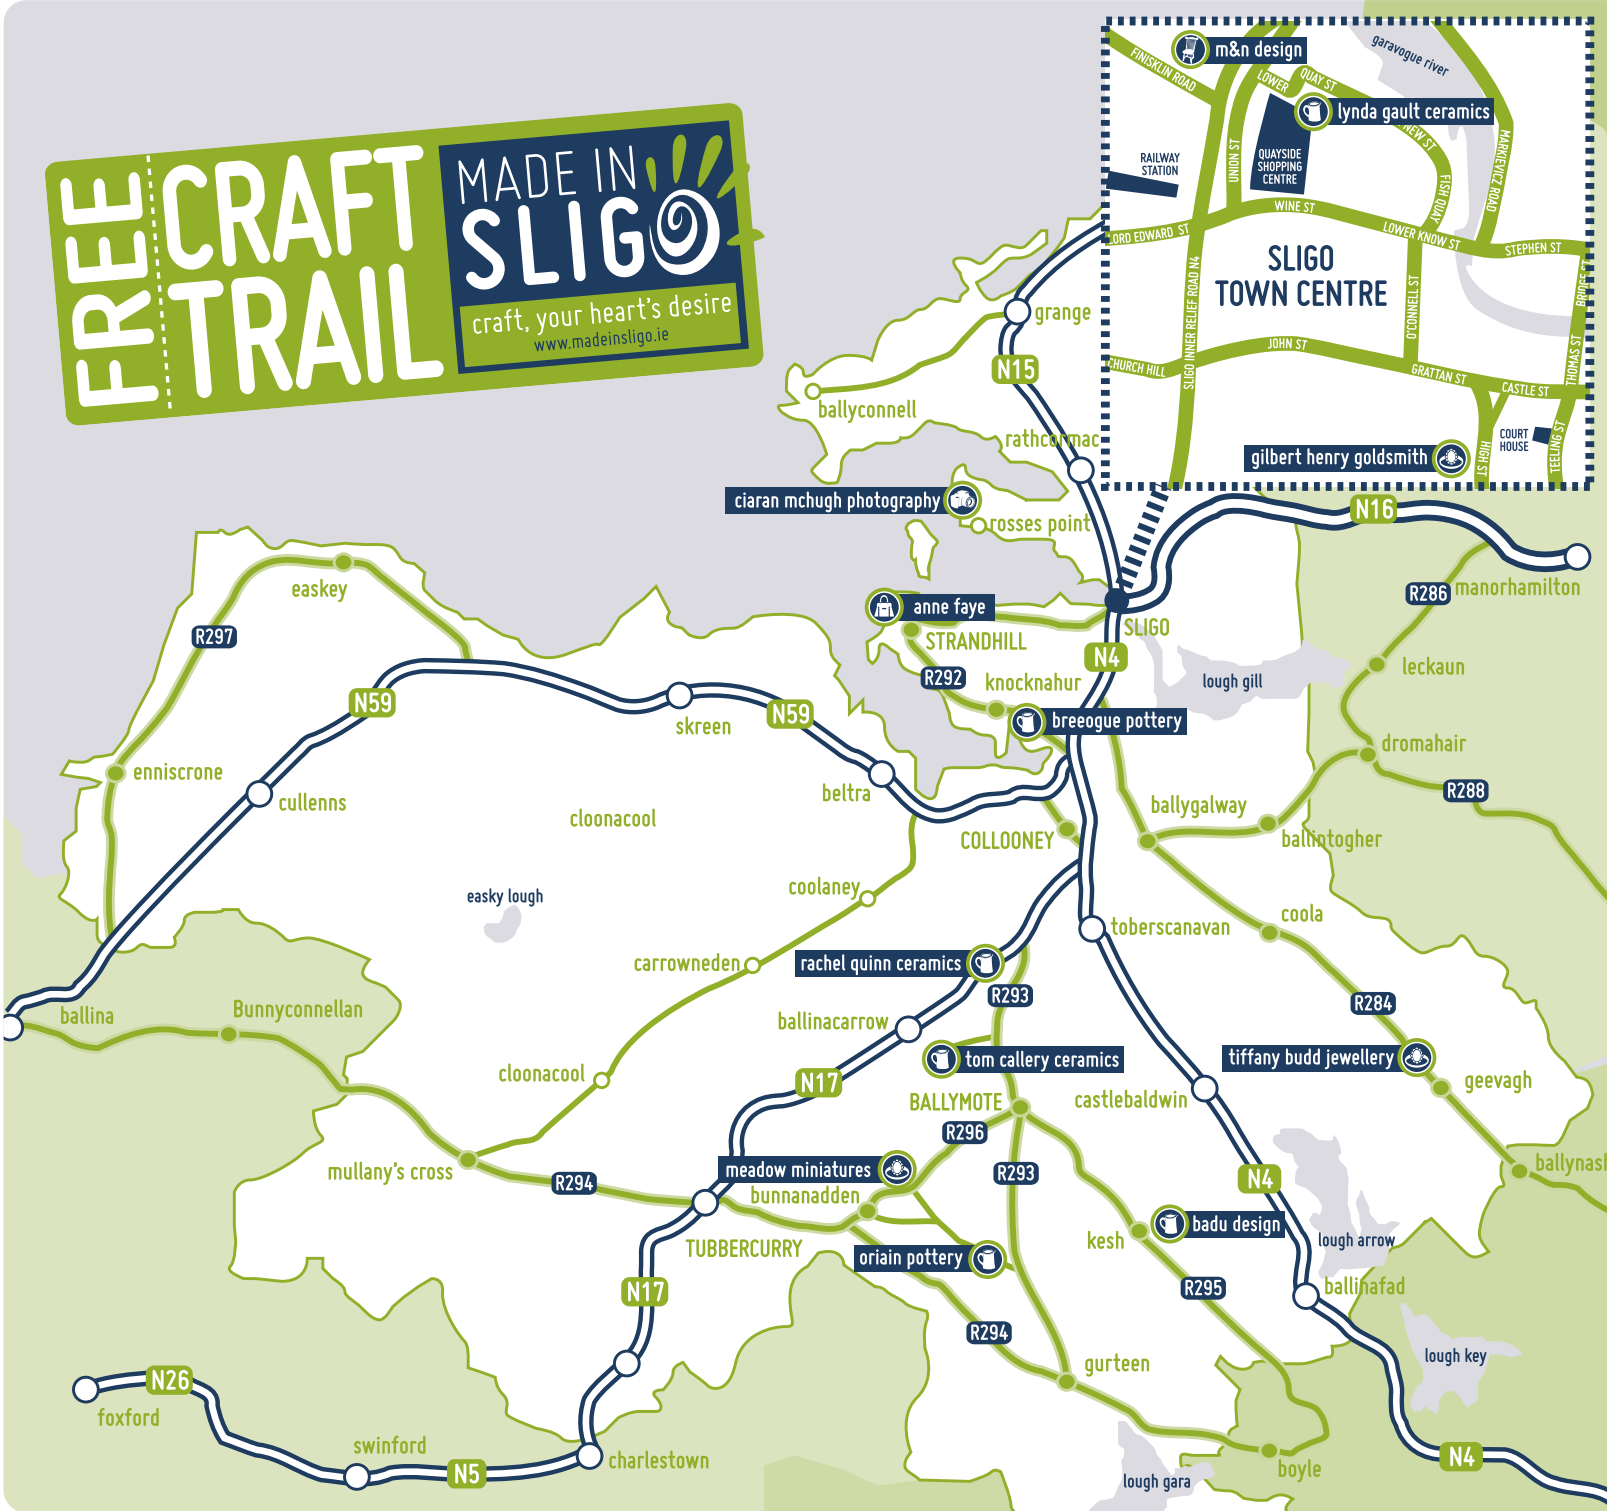 FREE
CRAFT
TRAIL
MADE IN
SLIGO
craft, your heart's desire
www.madeinsligo.ie
m&n design
garavogue river
FINISKLIN ROAD
LOWER QUAY ST
lynda gault ceramics
NEW ST
UNION ST
QUAYSIDE
SHOPPING
CENTRE
RAILWAY
STATION
MARKIEVICZ ROAD
FISH QUAY
WINE ST
LORD EDWARD ST
LOWER KNOW ST
STEPHEN ST
SLIGO
TOWN CENTRE
SLIGO INNER RELIEF ROAD N4
O'CONNELL ST
BRIDGE ST
JOHN ST
THOMAS ST
CHURCH HILL
GRATTAN ST
CASTLE ST
COURT
HOUSE
HIGH ST
TEELING ST
gilbert henry goldsmith
grange
N15
ballyconnell
rathcormac
ciaran mchugh photography
rosses point
N16
manorhamilton
R286
easkey
R297
anne faye
STRANDHILL
SLIGO
N4
R292
knocknahur
leckaun
lough gill
N59
skreen
N59
breeogue pottery
dromahair
enniscrone
cullenns
beltra
R288
cloonacool
ballygalway
COLLOONEY
ballintogher
easky lough
coolaney
coola
toberscanavan
carrowneden
rachel quinn ceramics
R293
R284
ballina
Bunnyconnellan
ballinacarrow
tom callery ceramics
tiffany budd jewellery
geevagh
cloonacool
N17
BALLYMOTE
castlebaldwin
R296
mullany's cross
R294
meadow miniatures
bunnanadden
R293
N4
ballynash
badu design
kesh
lough arrow
TUBBERCURRY
oriain pottery
N17
R295
ballinafad
R294
gurteen
lough key
N26
foxford
swinford
N5
charlestown
boyle
N4
lough gara